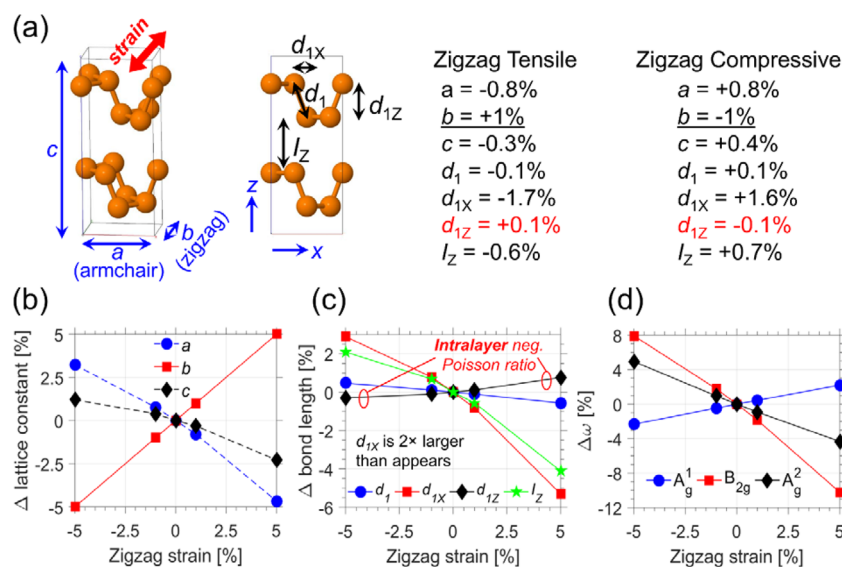 (a)
strain
c
a
(armchair)
b
(zigzag)
d1X
d1
d1Z
IZ
z
x
Zigzag Tensile
a = -0.8%
b = +1%
c = -0.3%
d1 = -0.1%
d1X = -1.7%
d1Z = +0.1%
IZ = -0.6%
Zigzag Compressive
a = +0.8%
b = -1%
c = +0.4%
d1 = +0.1%
d1X = +1.6%
d1Z = -0.1%
IZ = +0.7%
(b)
Δ lattice constant [%]
5
2.5
0
-2.5
-5
a
b
c
-5
-2.5
0
2.5
5
Zigzag strain [%]
(c)
Δ bond length [%]
2
0
-2
-4
-6
Intralayer neg.
Poisson ratio
d1X is 2× larger
than appears
d1 d1X d1Z IZ
-5
-2.5
0
2.5
5
Zigzag strain [%]
(d)
Δω [%]
8
4
0
-4
-8
-12
A1g B2g A2g
-5
-2.5
0
2.5
5
Zigzag strain [%]